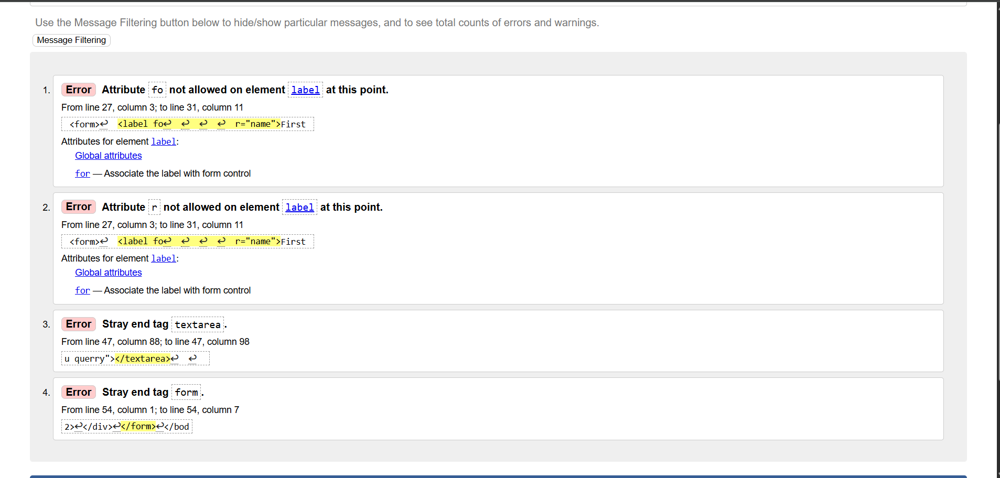 Use the Message Filtering button below to hide/show particular messages, and to see total counts of errors and warnings.
Message Filtering
1. Error Attribute fo not allowed on element label at this point.
From line 27, column 3; to line 31, column 11
<form>↩ <label fo↩ ↩ ↩ ↩ r="name">First
Attributes for element label:
Global attributes
for — Associate the label with form control
2. Error Attribute r not allowed on element label at this point.
From line 27, column 3; to line 31, column 11
<form>↩ <label fo↩ ↩ ↩ ↩ r="name">First
Attributes for element label:
Global attributes
for — Associate the label with form control
3. Error Stray end tag textarea.
From line 47, column 88; to line 47, column 98
u querry"></textarea>↩ ↩
4. Error Stray end tag form.
From line 54, column 1; to line 54, column 7
2>↩</div>↩</form>↩</bod